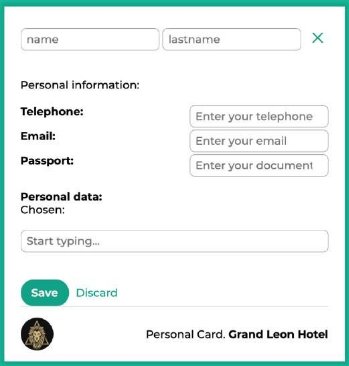 name lastname
Personal information:
Telephone: Enter your telephone
Email: Enter your email
Passport: Enter your document
Personal data:
Chosen:
Start typing...
Save Discard
Personal Card. Grand Leon Hotel